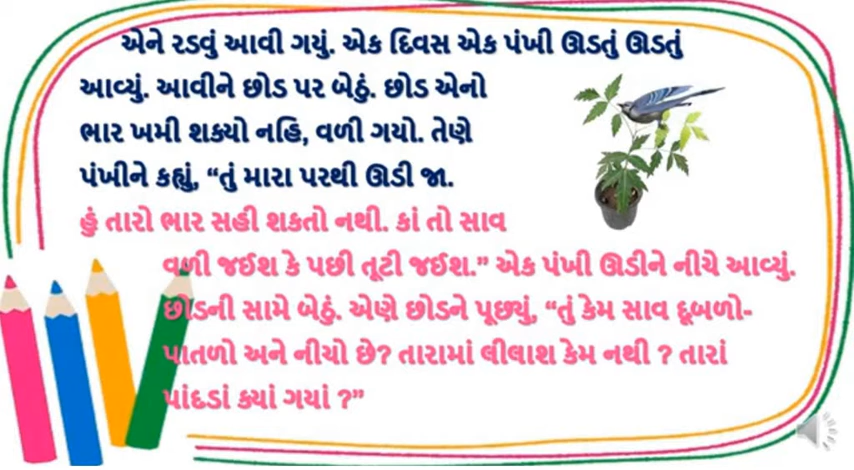 એને રડવું આવી ગયું. એક દિવસ એક પંખી ઊડતું ઊડતું
આવ્યું. આવીને છોડ પર બેઠું. છોડ એનો
ભાર ખમી શક્યો નહિ, વળી ગયો. તેણે
પંખીને કહ્યું, “તું મારા પરથી ઊડી જા.
હું તારો ભાર સહી શકતો નથી. કાં તો સાવ
વળી જઈશ કે પછી તૂટી જઈશ.” એક પંખી ઊડીને નીચે આવ્યું.
છોડની સામે બેઠું. એણે છોડને પૂછ્યું, “તું કેમ સાવ દૂબળો-
પાતળો અને નીચો છે? તારામાં લીલાશ કેમ નથી ? તારાં
પાંદડાં ક્યાં ગયાં ?”